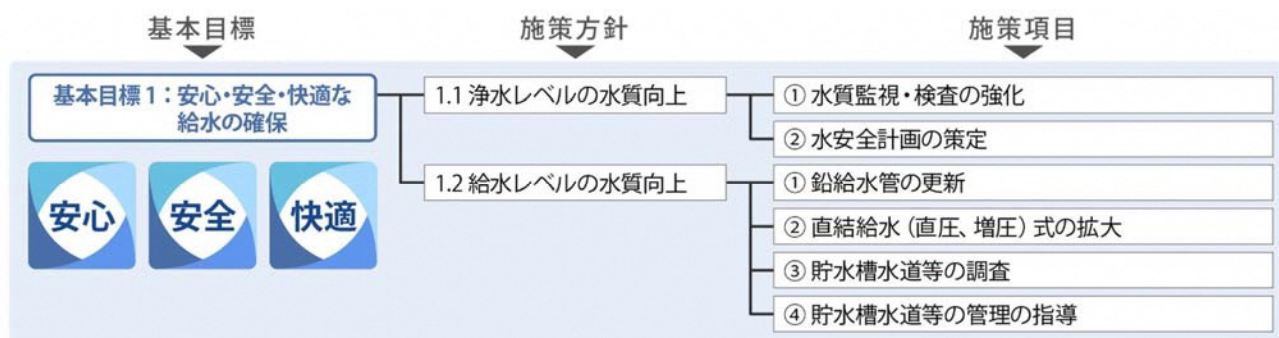 基本目標
施策方針
施策項目
基本目標1:安心・安全・快適な
給水の確保
1.1 浄水レベルの水質向上
① 水質監視・検査の強化
② 水安全計画の策定
1.2 給水レベルの水質向上
① 鉛給水管の更新
② 直結給水(直圧、増圧)式の拡大
③ 貯水槽水道等の調査
④ 貯水槽水道等の管理の指導
安心
安全
快適